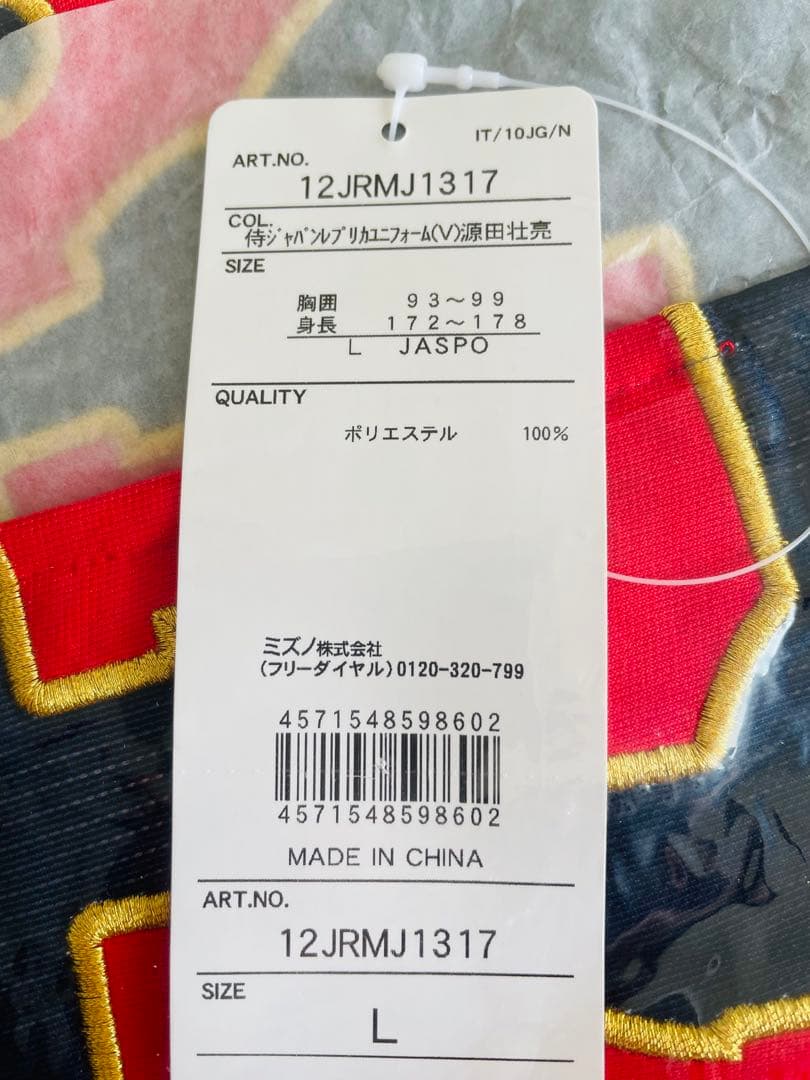 IT/10JG/N
ART.NO.
12JRMJ1317
COL.
侍ｼﾞｬﾊﾟﾝﾚﾌﾟﾘｶﾕﾆﾌｫｰﾑ(V)源田壮亮
SIZE
胸囲 ９３～９９
身長 １７２～１７８
L JASPO
QUALITY
ポリエステル 100%
ミズノ株式会社
(フリーダイヤル)0120-320-799
4571548598602
4571548598602
MADE IN CHINA
ART.NO.
12JRMJ1317
SIZE
L